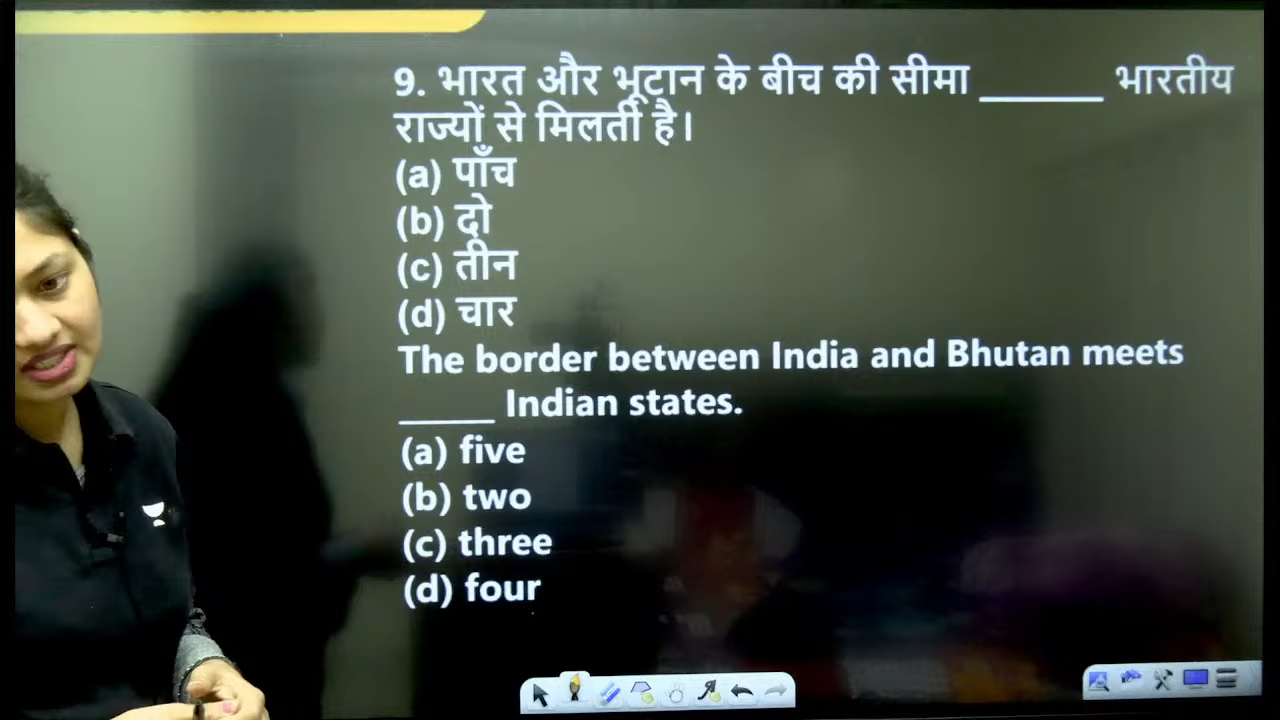 9. भारत और भूटान के बीच की सीमा ______ भारतीय
राज्यों से मिलती है।
(a) पाँच
(b) दो
(c) तीन
(d) चार
The border between India and Bhutan meets
_____ Indian states.
(a) five
(b) two
(c) three
(d) four